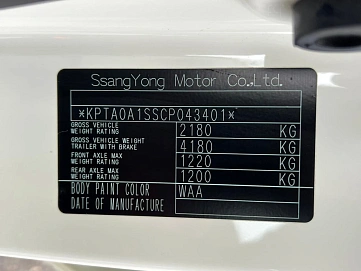 SsangYong Motor Co.,Ltd.
*KPTA0A1SSCP043401*
GROSS VEHICLE
WEIGHT RATING 2180 KG
GROSS VEHICLE WEIGHT
TRAILER WITH BRAKE 4180 KG
FRONT AXLE MAX
WEIGHT RATING 1220 KG
REAR AXLE MAX
WEIGHT RATING 1200 KG
BODY PAINT COLOR WAA
DATE OF MANUFACTURE